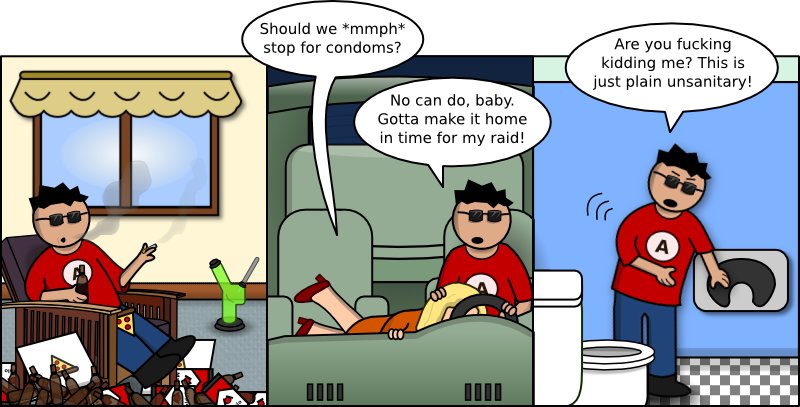 Should we *mmph*
stop for condoms?
No can do, baby.
Gotta make it home
in time for my raid!
Are you fucking
kidding me? This is
just plain unsanitary!
A
A
A